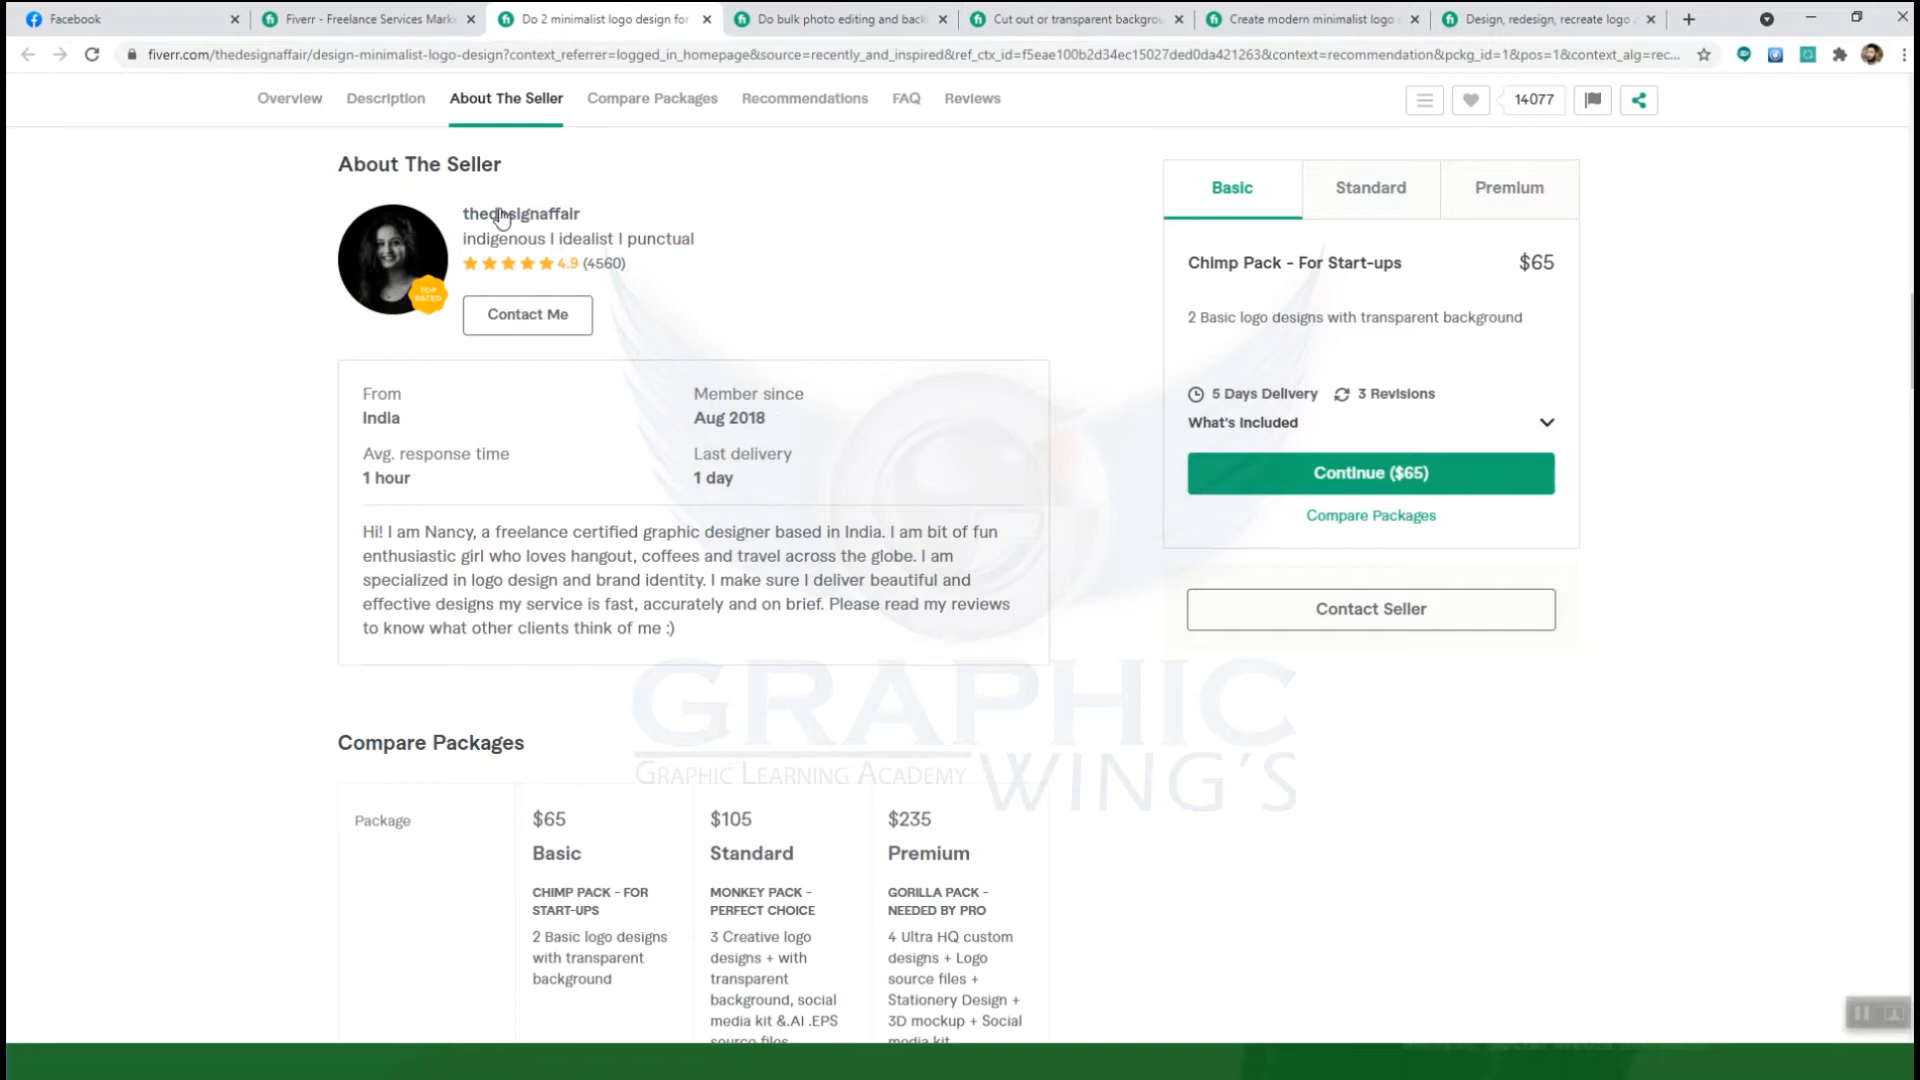 Facebook
Fiverr - Freelance Services Marke
Do 2 minimalist logo design for
Do bulk photo editing and back
Cut out or transparent backgrou
Create modern minimalist logo
Design, redesign, recreate logo
fiverr.com/thedesignaffair/design-minimalist-logo-design?context_referrer=logged_in_homepage&source=recently_and_inspired&ref_ctx_id=f5eae100b2d34ec15027ded0da421263&context=recommendation&pckg_id=1&pos=1&context_alg=rec...
Overview Description About The Seller Compare Packages Recommendations FAQ Reviews
14077
About The Seller
thedesignaffair
indigenous I idealist I punctual
4.9 (4560)
TOP RATED
Contact Me
From
India
Member since
Aug 2018
Avg. response time
1 hour
Last delivery
1 day
Hi! I am Nancy, a freelance certified graphic designer based in India. I am bit of fun
enthusiastic girl who loves hangout, coffees and travel across the globe. I am
specialized in logo design and brand identity. I make sure I deliver beautiful and
effective designs my service is fast, accurately and on brief. Please read my reviews
to know what other clients think of me :)
Basic Standard Premium
Chimp Pack - For Start-ups $65
2 Basic logo designs with transparent background
5 Days Delivery 3 Revisions
What's Included
Continue ($65)
Compare Packages
Contact Seller
GRAPHIC
GRAPHIC LEARNING ACADEMY
WING'S
Compare Packages
Package
$65
Basic
CHIMP PACK - FOR
START-UPS
2 Basic logo designs
with transparent
background
$105
Standard
MONKEY PACK -
PERFECT CHOICE
3 Creative logo
designs + with
transparent
background, social
media kit &.AI .EPS
source files
$235
Premium
GORILLA PACK -
NEEDED BY PRO
4 Ultra HQ custom
designs + Logo
source files +
Stationery Design +
3D mockup + Social
media kit